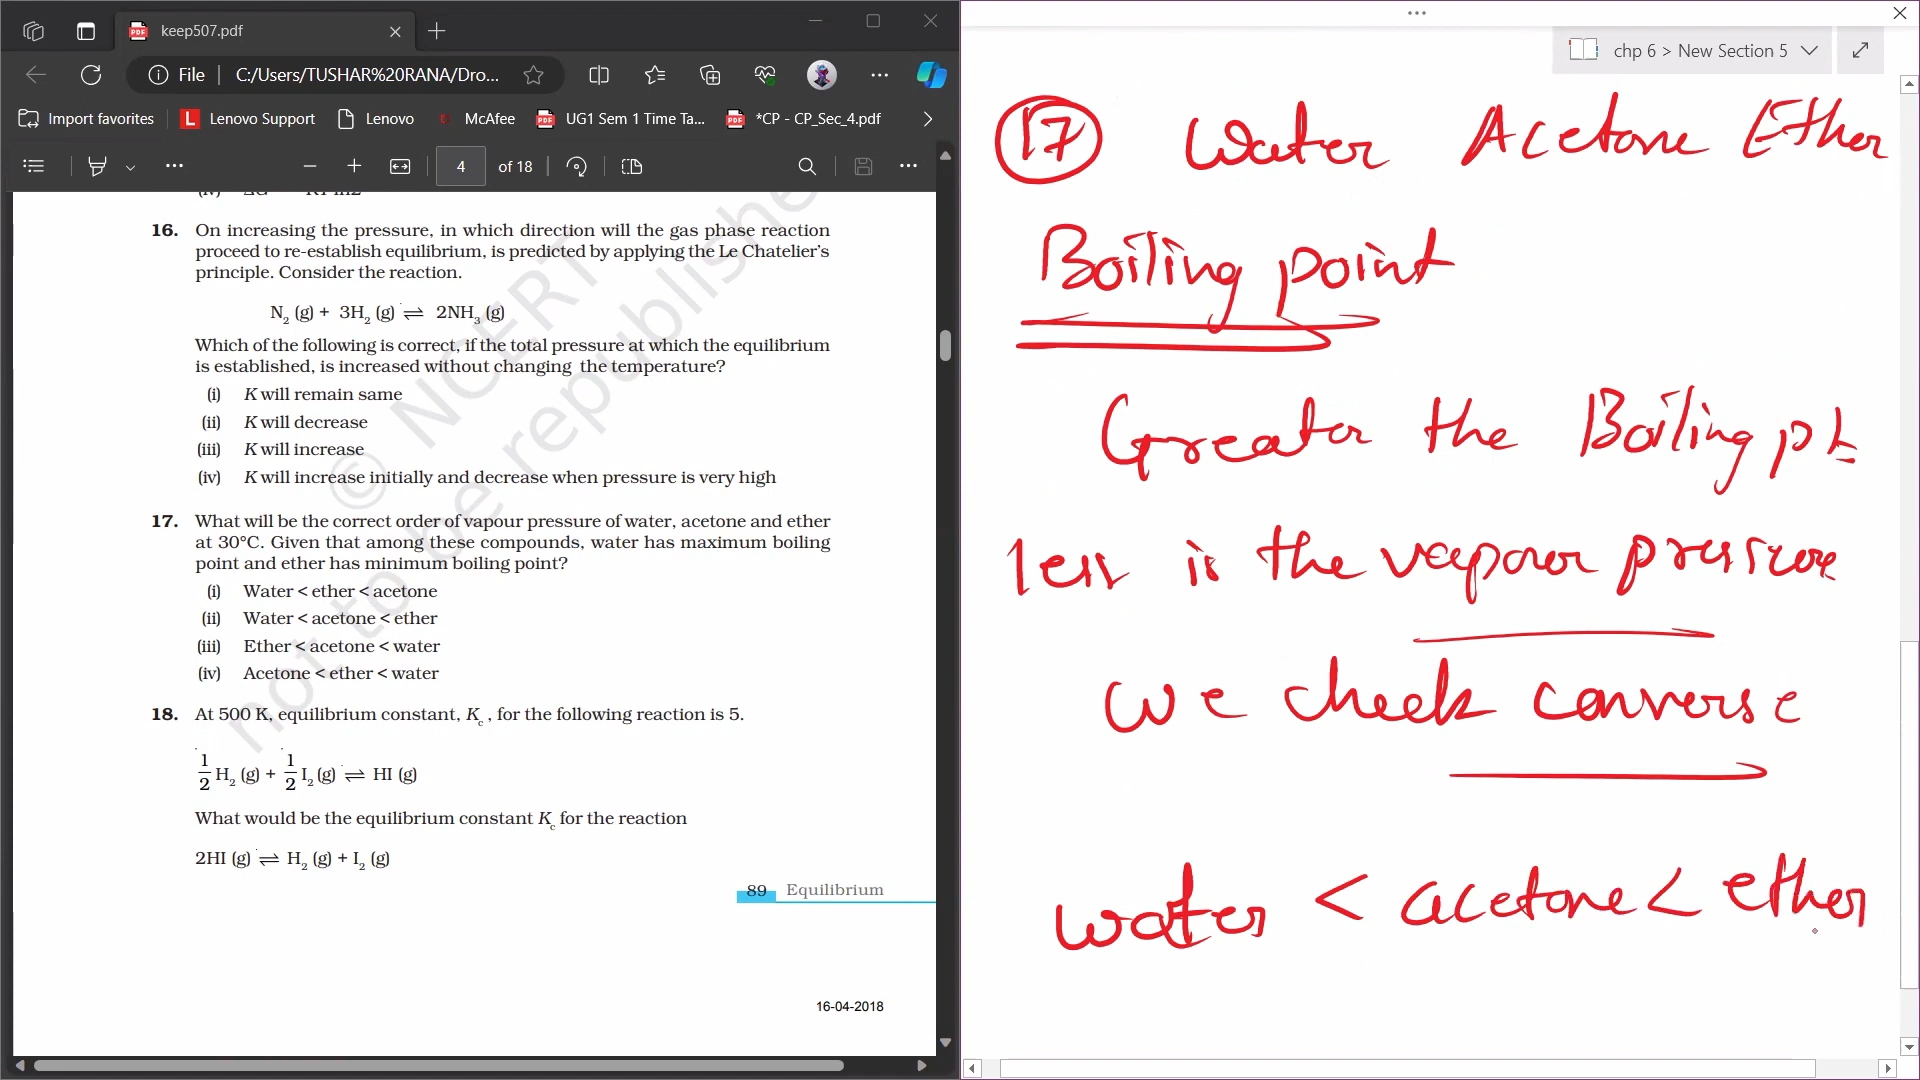 keep507.pdf
File C:/Users/TUSHAR%20RANA/Dro...
Import favorites Lenovo Support Lenovo McAfee UG1 Sem 1 Time Ta... *CP - CP_Sec_4.pdf
4 of 18
16. On increasing the pressure, in which direction will the gas phase reaction
proceed to re-establish equilibrium, is predicted by applying the Le Chatelier's
principle. Consider the reaction.
N₂ (g) + 3H₂ (g) ⇌ 2NH₃ (g)
Which of the following is correct, if the total pressure at which the equilibrium
is established, is increased without changing the temperature?
(i) K will remain same
(ii) K will decrease
(iii) K will increase
(iv) K will increase initially and decrease when pressure is very high
17. What will be the correct order of vapour pressure of water, acetone and ether
at 30°C. Given that among these compounds, water has maximum boiling
point and ether has minimum boiling point?
(i) Water < ether < acetone
(ii) Water < acetone < ether
(iii) Ether < acetone < water
(iv) Acetone < ether < water
18. At 500 K, equilibrium constant, K꜀, for the following reaction is 5.
1/2 H₂ (g) + 1/2 I₂ (g) ⇌ HI (g)
What would be the equilibrium constant K꜀ for the reaction
2HI (g) ⇌ H₂ (g) + I₂ (g)
89 Equilibrium
16-04-2018
© NCERT
not to be republishe
chp 6 > New Section 5
17 Water Acetone Ether
Boiling point
Greater the Boiling pt
less is the vapour pressure
we check converse
water < acetone < ether